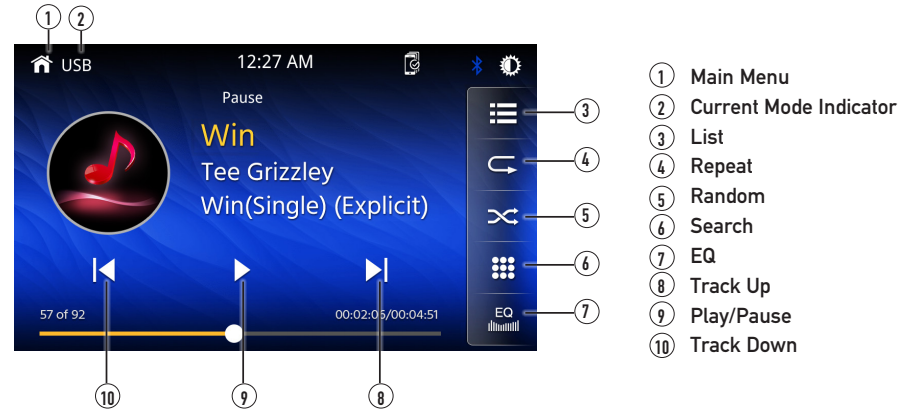 1 2
USB 12:27 AM
Pause
Win
Tee Grizzley
Win(Single) (Explicit)
57 of 92 00:02:05/00:04:51
EQ
3
4
5
6
7
10 9 8
1 Main Menu
2 Current Mode Indicator
3 List
4 Repeat
5 Random
6 Search
7 EQ
8 Track Up
9 Play/Pause
10 Track Down